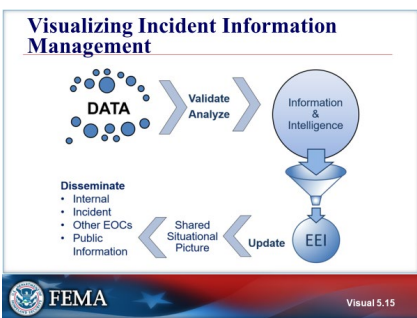 Visualizing Incident Information
Management
DATA
Validate
Analyze
Information
&
Intelligence
EEI
Update
Shared
Situational
Picture
Disseminate
• Internal
• Incident
• Other EOCs
• Public
Information
FEMA
Visual 5.15